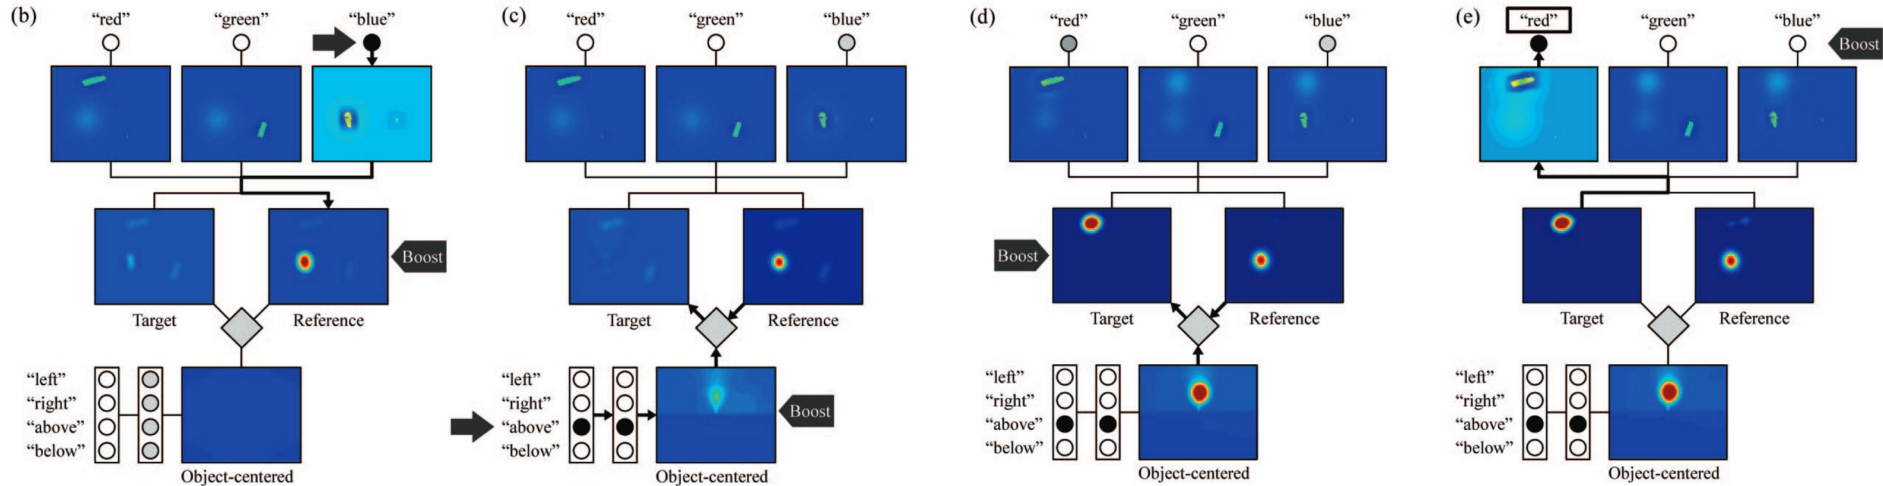 (b) “red” “green” “blue”
Boost
Target Reference
“left”
“right”
“above”
“below”
Object-centered
(c) “red” “green” “blue”
Target Reference
“left”
“right”
“above”
“below”
Boost
Object-centered
(d) “red” “green” “blue”
Boost
Target Reference
“left”
“right”
“above”
“below”
Object-centered
(e) “red” “green” “blue”
Boost
Target Reference
“left”
“right”
“above”
“below”
Object-centered